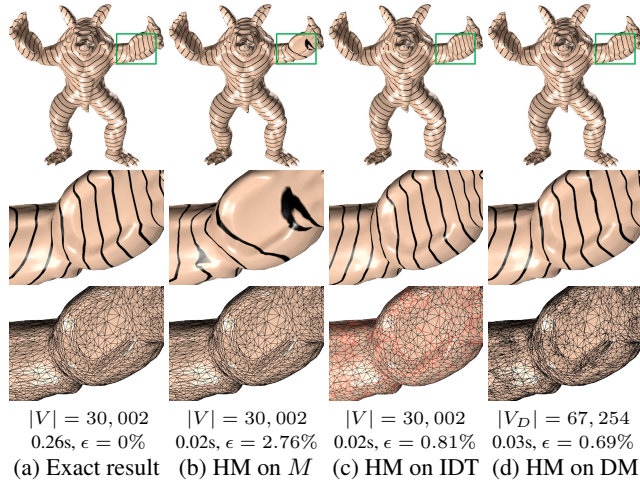 |V| = 30, 002 |V| = 30, 002 |V| = 30, 002 |V_D| = 67, 254
0.26s, ϵ = 0% 0.02s, ϵ = 2.76% 0.02s, ϵ = 0.81% 0.03s, ϵ = 0.69%
(a) Exact result (b) HM on M (c) HM on IDT (d) HM on DM